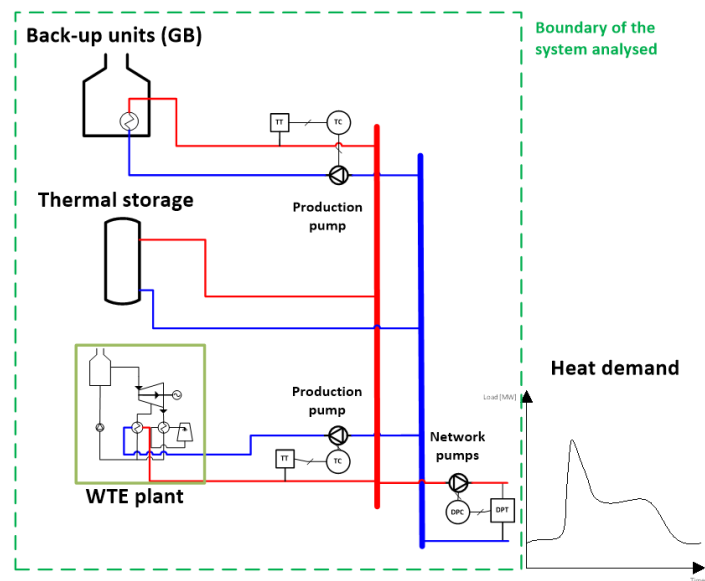 Back-up units (GB)
Boundary of the
system analysed
TT
TC
Production
pump
Thermal storage
Production
pump
TT
TC
WTE plant
Network
pumps
DPC
DPT
Heat demand
Load [MW]
Time